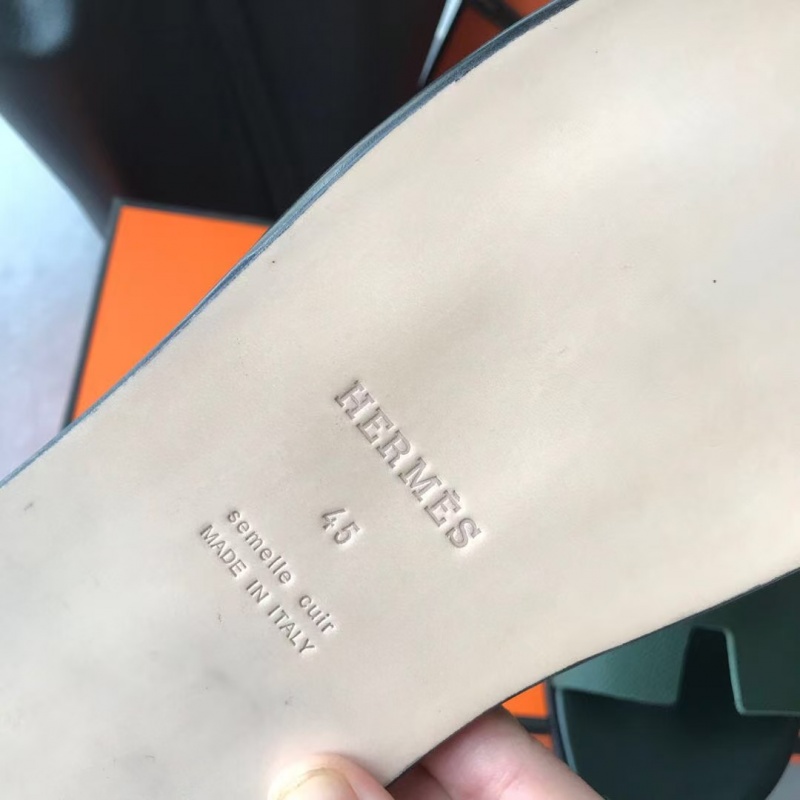 HERMÈS
45
semelle cuir
MADE IN ITALY